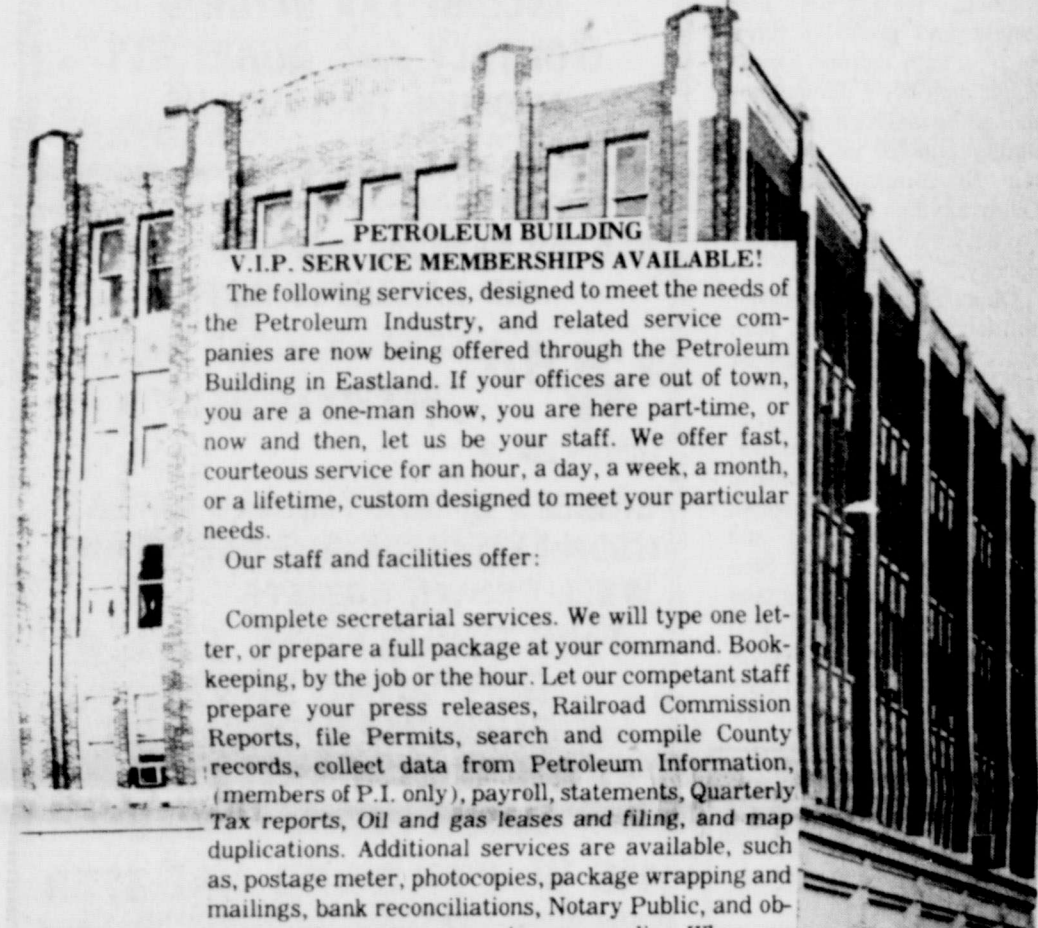 PETROLEUM BUILDING
V.I.P. SERVICE MEMBERSHIPS AVAILABLE!
The following services, designed to meet the needs of
the Petroleum Industry, and related service com-
panies are now being offered through the Petroleum
Building in Eastland. If your offices are out of town,
you are a one-man show, you are here part-time, or
now and then, let us be your staff. We offer fast,
courteous service for an hour, a day, a week, a month,
or a lifetime, custom designed to meet your particular
needs.
Our staff and facilities offer:
Complete secretarial services. We will type one let-
ter, or prepare a full package at your command. Book-
keeping, by the job or the hour. Let our competant staff
prepare your press releases, Railroad Commission
Reports, file Permits, search and compile County
records, collect data from Petroleum Information,
(members of P.I. only), payroll, statements, Quarterly
Tax reports, Oil and gas leases and filing, and map
duplications. Additional services are available, such
as, postage meter, photocopies, package wrapping and
mailings, bank reconciliations, Notary Public, and ob-